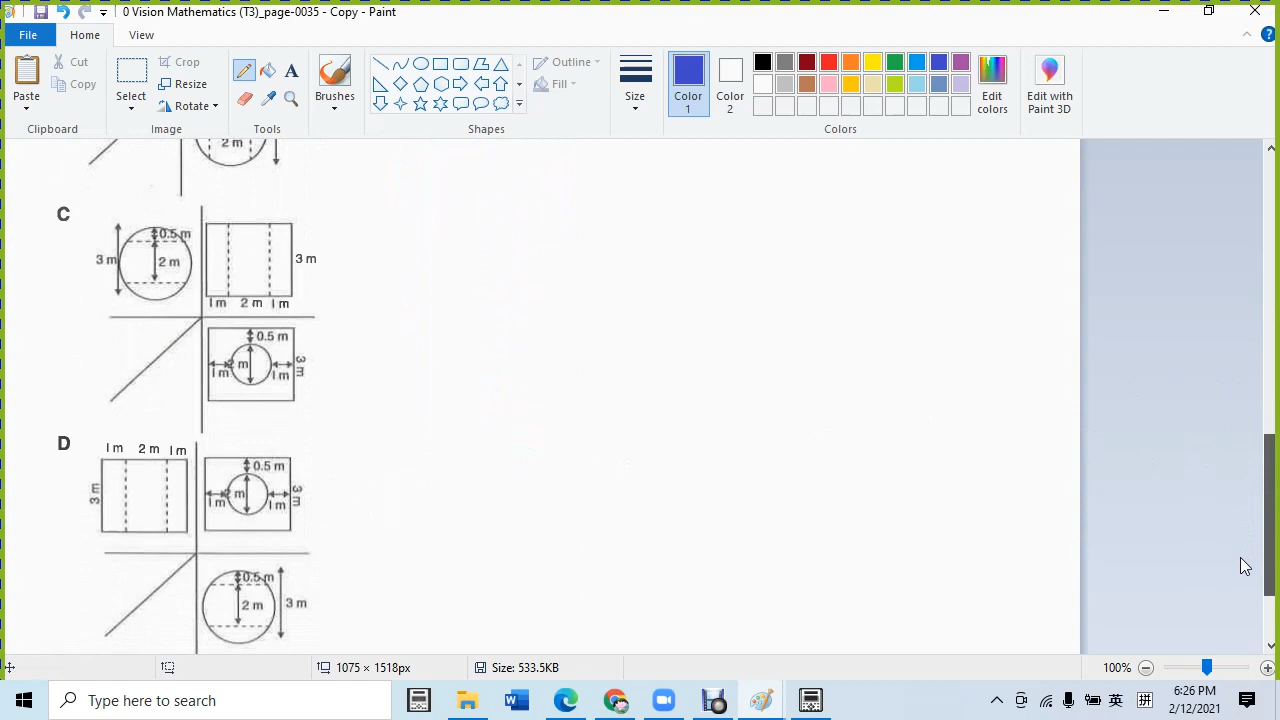 0 Vision Mathematics (T3)_page-0035 - Copy - Paint
File Home View
Paste
Cut
Copy
Clipboard
Select
Crop
Resize
Rotate
Image
Tools
Brushes
Shapes
Outline
Fill
Size
Color 1
Color 2
Edit colors
Edit with Paint 3D
Colors
2 m
C
0.5 m
3 m
2 m
3 m
1 m 2 m 1 m
0.5 m
2 m
1 m
1 m
3 m
D
1 m 2 m 1 m
3 m
0.5 m
2 m
1 m
1 m
3 m
0.5 m
2 m
3 m
1075 × 1518px
Size: 533.5KB
100%
Type here to search
英
拼
6:26 PM
2/12/2021